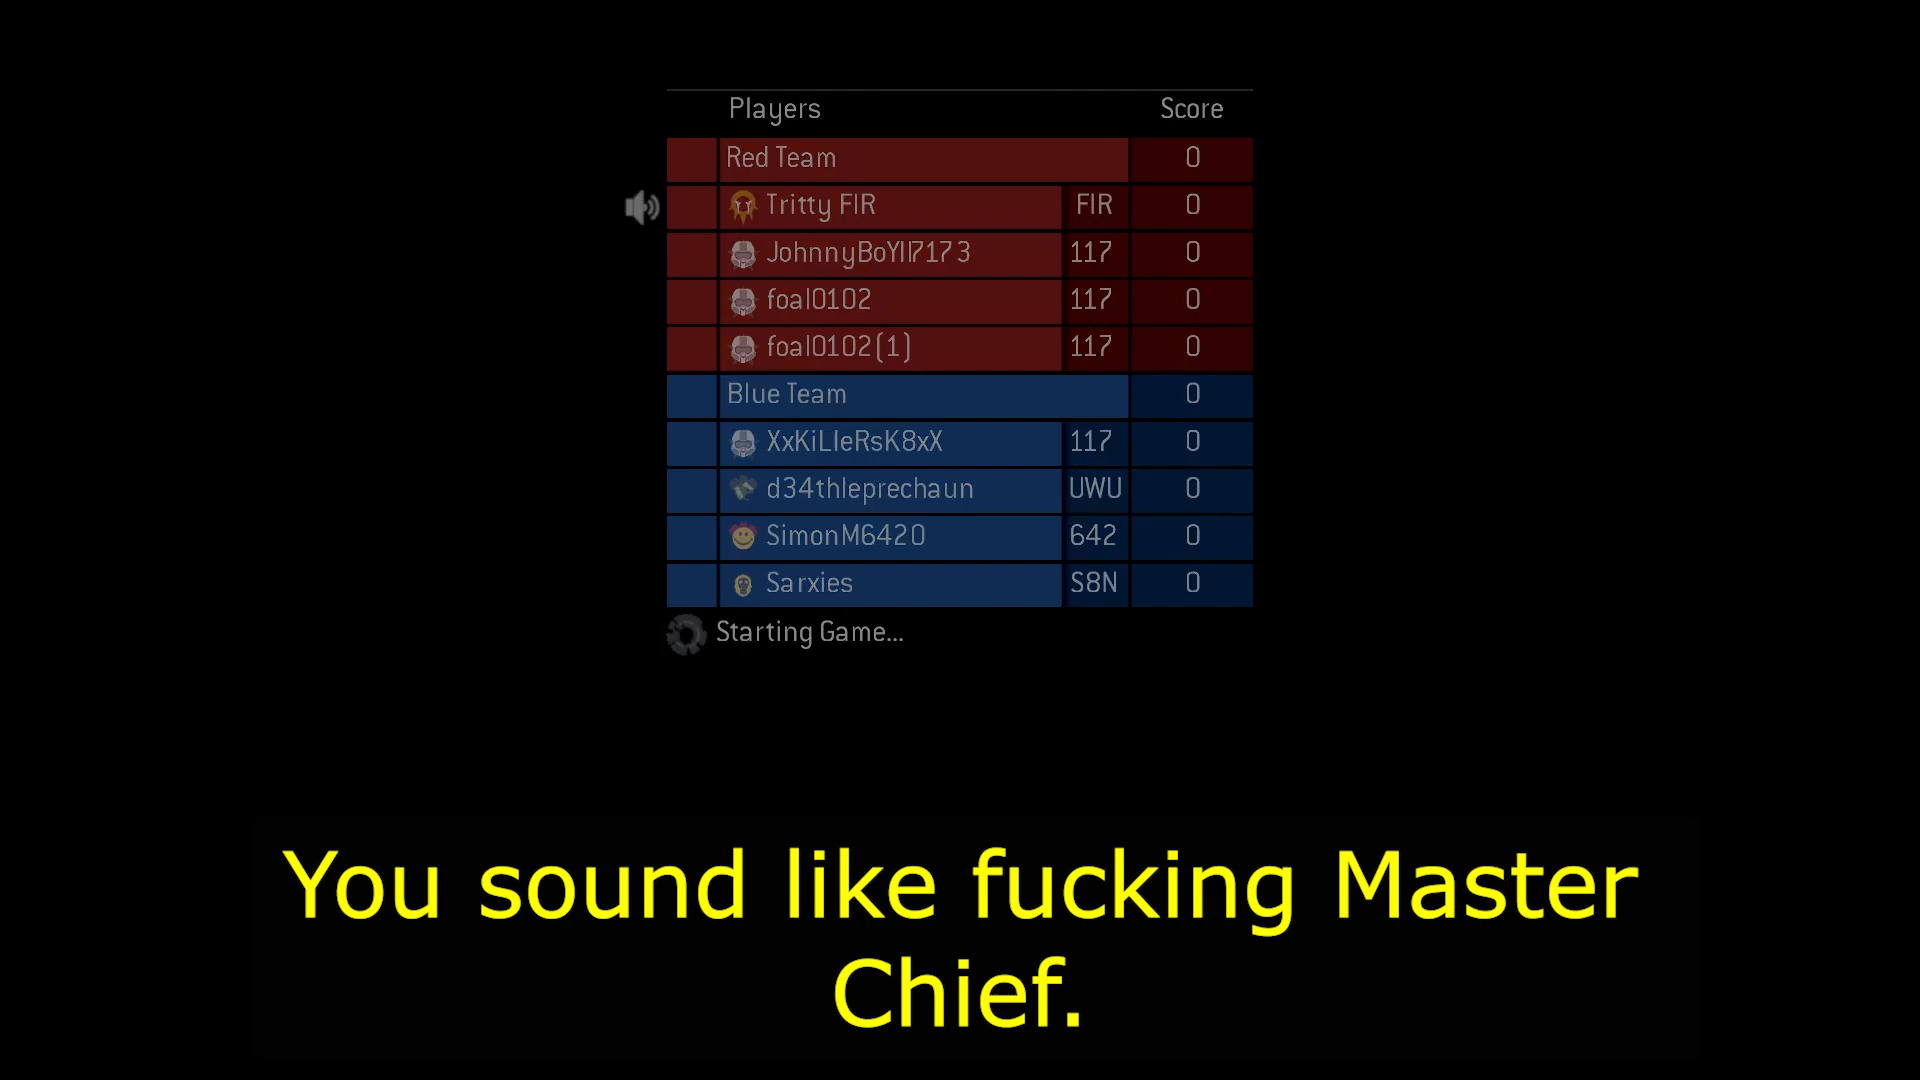 Players Score
Red Team 0
Tritty FIR FIR 0
JohnnyBoYII7173 117 0
foal0102 117 0
foal0102(1) 117 0
Blue Team 0
XxKiLleRsK8xX 117 0
d34thleprechaun UWU 0
SimonM6420 642 0
Sarxies S8N 0
Starting Game...
You sound like fucking Master
Chief.